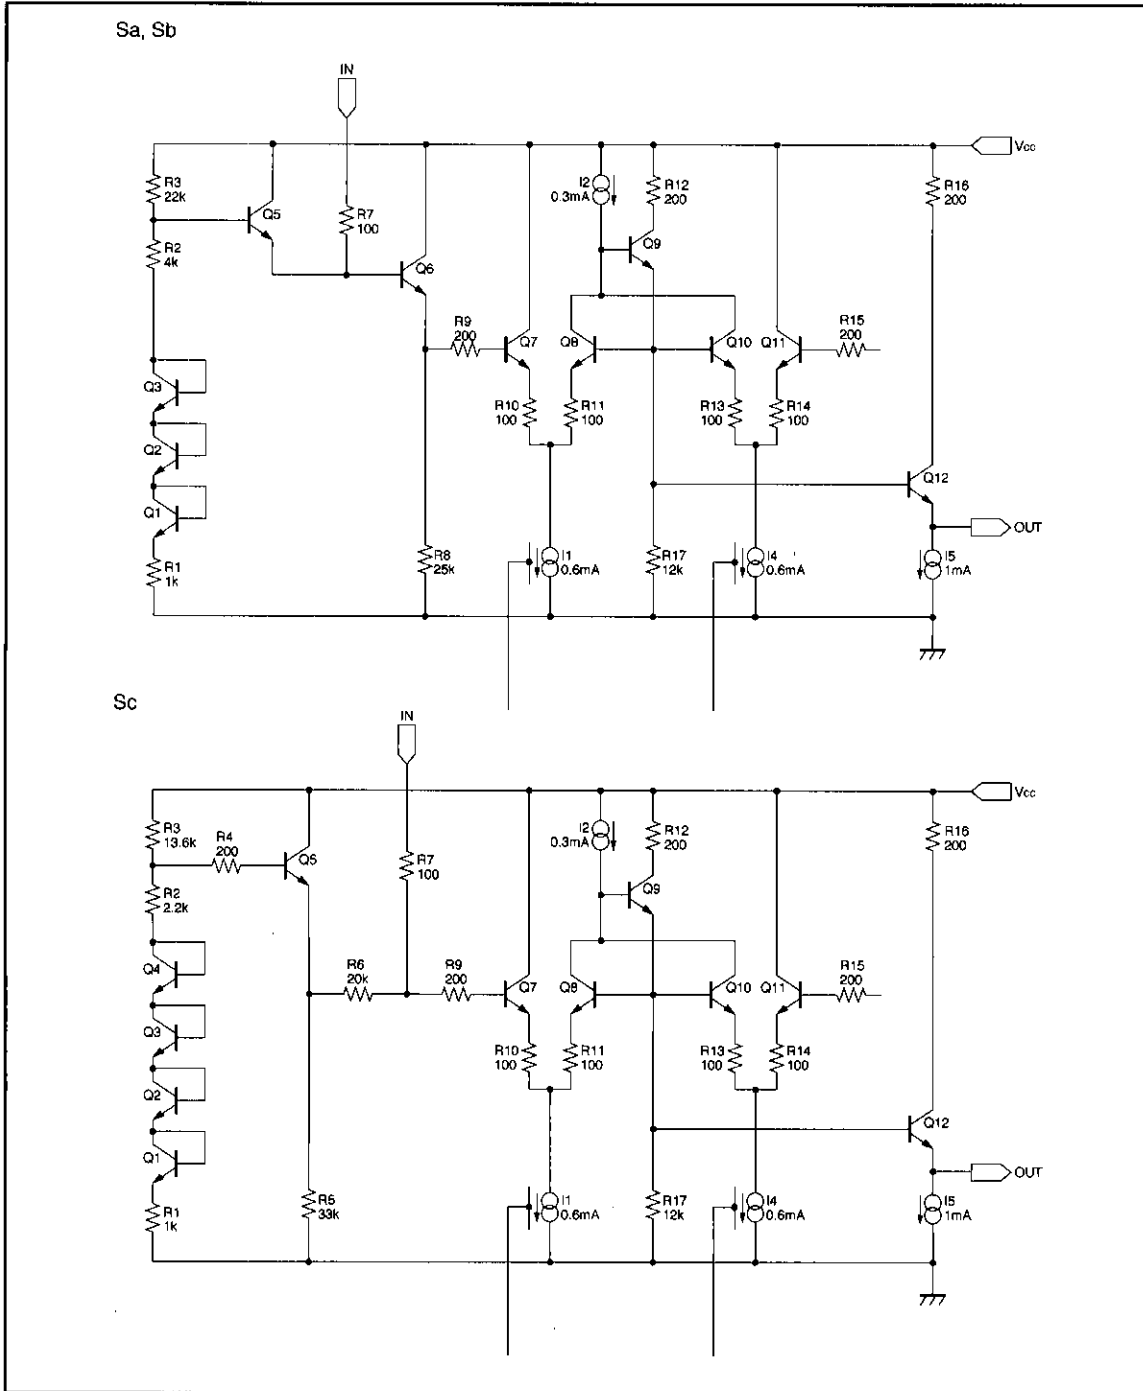 Sa, Sb
IN
Vcc
R3
22k
Q5
R7
100
I2
0.3mA
R12
200
R16
200
R2
4k
Q9
Q6
R9
200
Q7
Q8
Q10
Q11
R15
200
Q3
R10
100
R11
100
R13
100
R14
100
Q2
Q12
Q1
OUT
R1
1k
R8
25k
I1
0.6mA
R17
12k
I4
0.6mA
I5
1mA
Sc
IN
Vcc
R3
13.6k
R4
200
Q5
R7
100
I2
0.3mA
R12
200
R16
200
R2
2.2k
Q9
Q4
R6
20k
R9
200
Q7
Q8
Q10
Q11
R15
200
Q3
R10
100
R11
100
R13
100
R14
100
Q2
Q12
Q1
OUT
R1
1k
R5
33k
I1
0.6mA
R17
12k
I4
0.6mA
I5
1mA